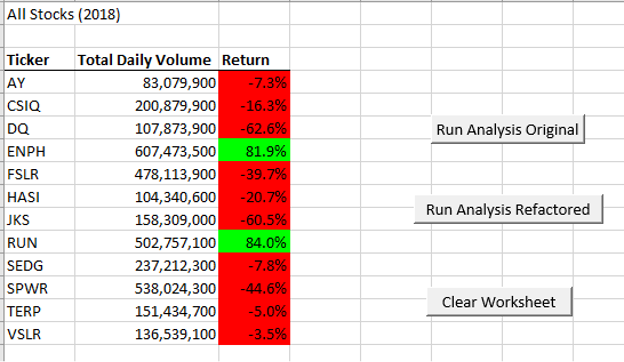 All Stocks (2018)
Ticker Total Daily Volume Return
AY 83,079,900 -7.3%
CSIQ 200,879,900 -16.3%
DQ 107,873,900 -62.6%
Run Analysis Original
ENPH 607,473,500 81.9%
FSLR 478,113,900 -39.7%
HASI 104,340,600 -20.7%
Run Analysis Refactored
JKS 158,309,000 -60.5%
RUN 502,757,100 84.0%
SEDG 237,212,300 -7.8%
SPWR 538,024,300 -44.6%
Clear Worksheet
TERP 151,434,700 -5.0%
VSLR 136,539,100 -3.5%